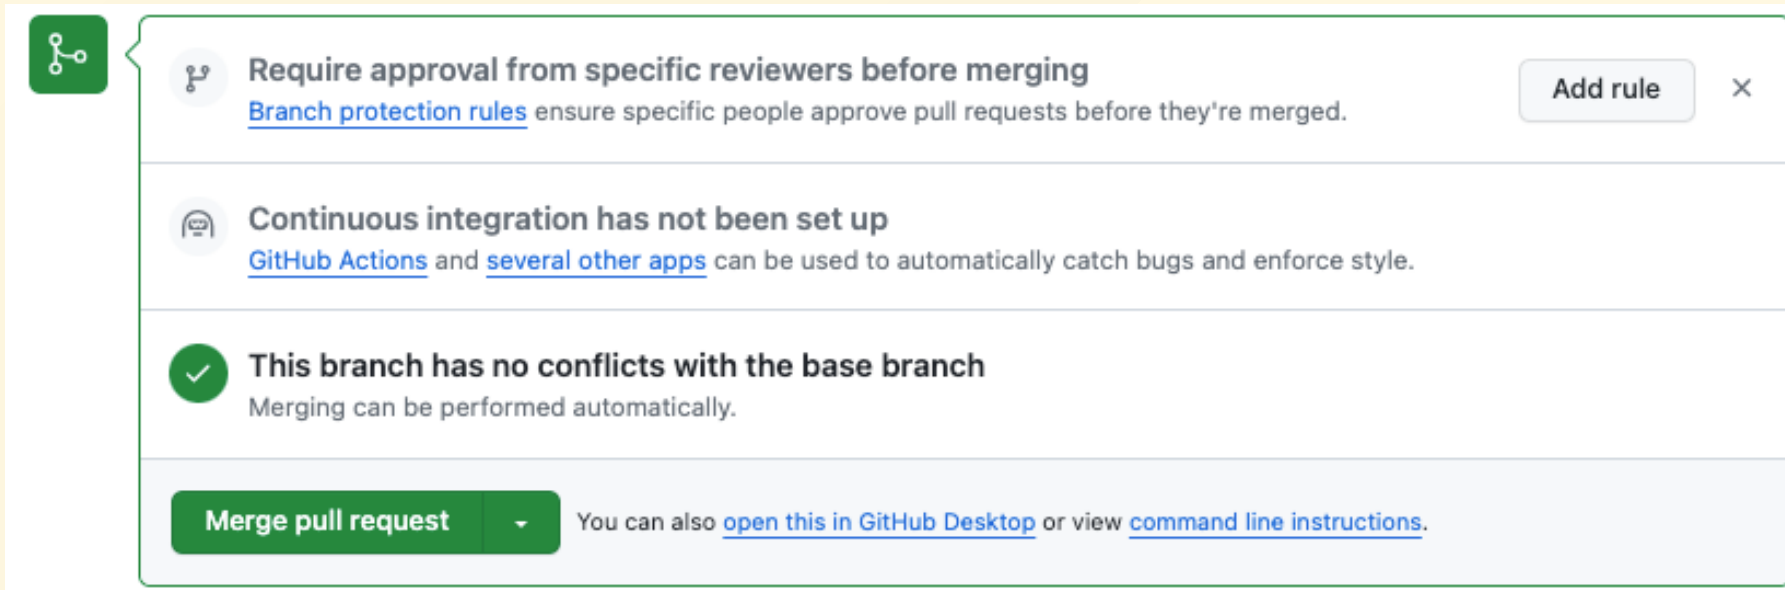 Require approval from specific reviewers before merging
Add rule
Branch protection rules ensure specific people approve pull requests before they're merged.
Continuous integration has not been set up
GitHub Actions and several other apps can be used to automatically catch bugs and enforce style.
This branch has no conflicts with the base branch
Merging can be performed automatically.
Merge pull request
You can also open this in GitHub Desktop or view command line instructions.